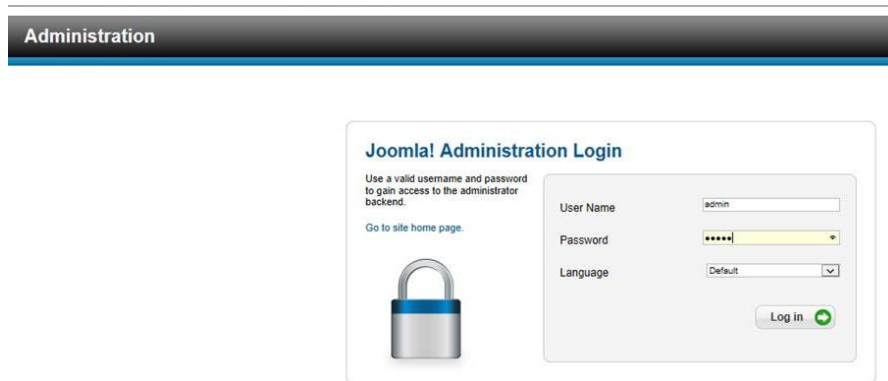 Administration
Joomla! Administration Login
Use a valid username and password
to gain access to the administrator
backend.
Go to site home page.
User Name
admin
Password
•••••
Language
Default
Log in